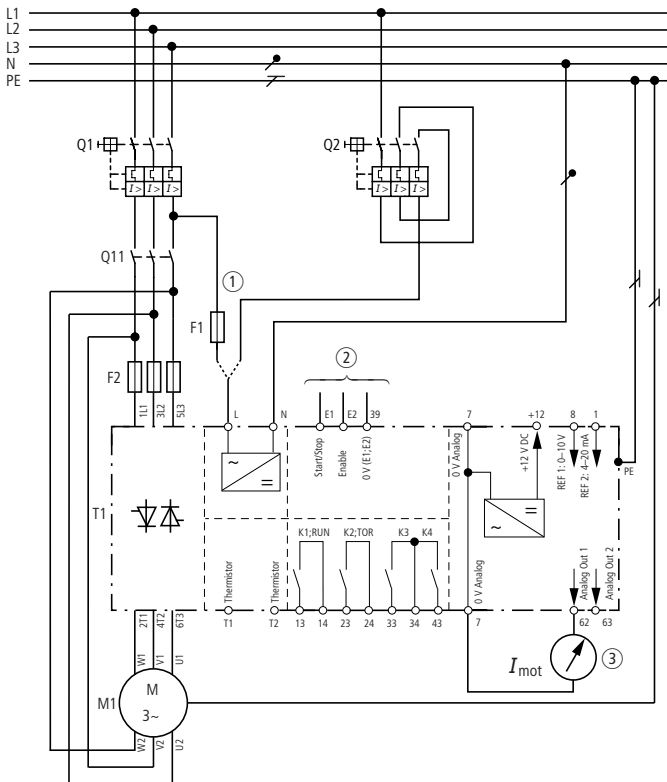 L1
L2
L3
N
PE
Q1
Q2
I> I> I>
I> I> I>
Q11
①
F1
F2
②
1L1
3L2
5L3
L
N
E1
E2
39
7
+12
8
1
Start/Stop
Enable
0 V (E1;E2)
0 V Analog
+12 V DC
REF 1: 0–10 V
REF 2: 4–20 mA
PE
~
=
~
=
T1
K1;RUN
K2;TOR
K3
K4
Thermistor
Thermistor
0 V Analog
Analog Out 1
Analog Out 2
2T1
4T2
6T3
T1
T2
13
14
23
24
33
34
43
7
62
63
W1
V1
U1
I mot
③
M1
M
3~
W2
V2
U2